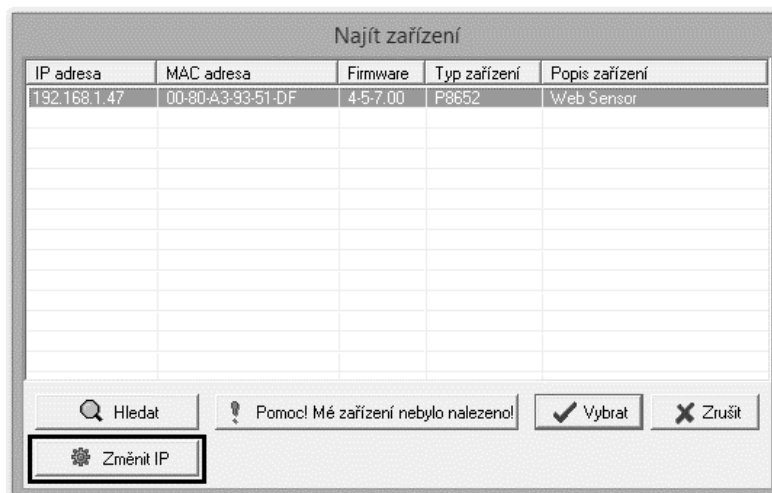 Najít zařízení
IP adresa MAC adresa Firmware Typ zařízení Popis zařízení
192.168.1.47 00-80-A3-93-51-DF 4-5-7.00 P8652 Web Sensor
Hledat Pomoc! Mé zařízení nebylo nalezeno! Vybrat Zrušit
Změnit IP